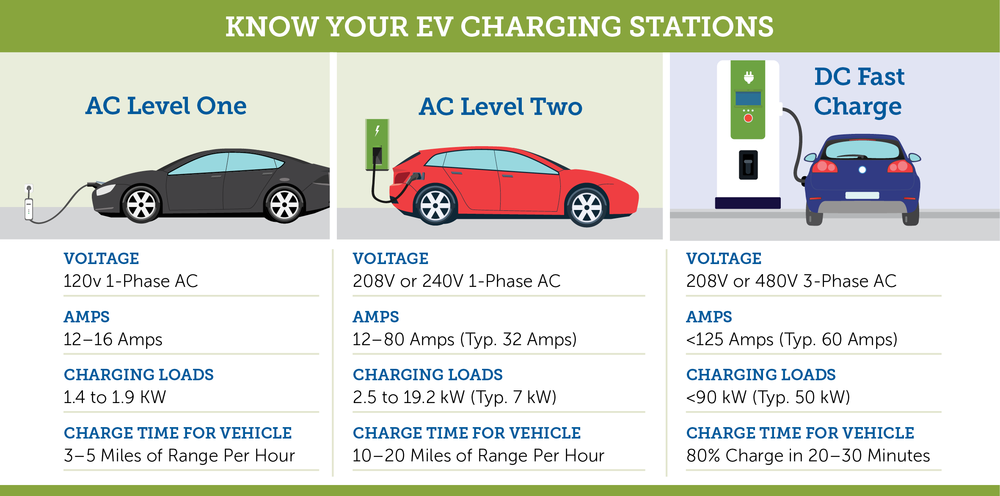 KNOW YOUR EV CHARGING STATIONS
AC Level One
AC Level Two
DC Fast
Charge
VOLTAGE
120v 1-Phase AC
AMPS
12–16 Amps
CHARGING LOADS
1.4 to 1.9 KW
CHARGE TIME FOR VEHICLE
3–5 Miles of Range Per Hour
VOLTAGE
208V or 240V 1-Phase AC
AMPS
12–80 Amps (Typ. 32 Amps)
CHARGING LOADS
2.5 to 19.2 kW (Typ. 7 kW)
CHARGE TIME FOR VEHICLE
10–20 Miles of Range Per Hour
VOLTAGE
208V or 480V 3-Phase AC
AMPS
<125 Amps (Typ. 60 Amps)
CHARGING LOADS
<90 kW (Typ. 50 kW)
CHARGE TIME FOR VEHICLE
80% Charge in 20–30 Minutes